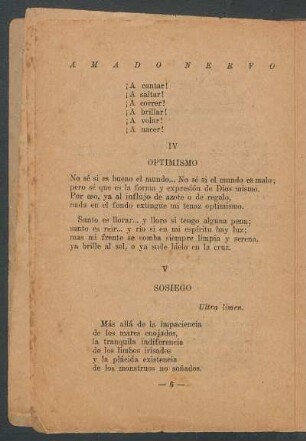 AMADO NERVO
¡A cantar!
¡A saltar!
¡A correr!
¡A brillar!
¡A volar!
¡A nacer!
IV
OPTIMISMO
No sé si es bueno el mundo... No sé si el mundo es malo;
pero sé que es la forma y expresión de Dios mismo.
Por eso, ya al influjo de azote o de regalo,
nada en el fondo extingue mi tenaz optimismo.
Santo es llorar... y lloro si tengo alguna pena;
santo es reir... y río si en mi espíritu hay luz;
mas mi frente se comba siempre limpia y serena,
ya brille al sol, o ya sude hielo en la cruz.
V
SOSIEGO
Ultra limen.
Más allá de la impaciencia
de los mares enojados,
la tranquila indiferencia
de los limbos irisados
y la plácida existencia
de los monstruos no soñados.
— 6 —